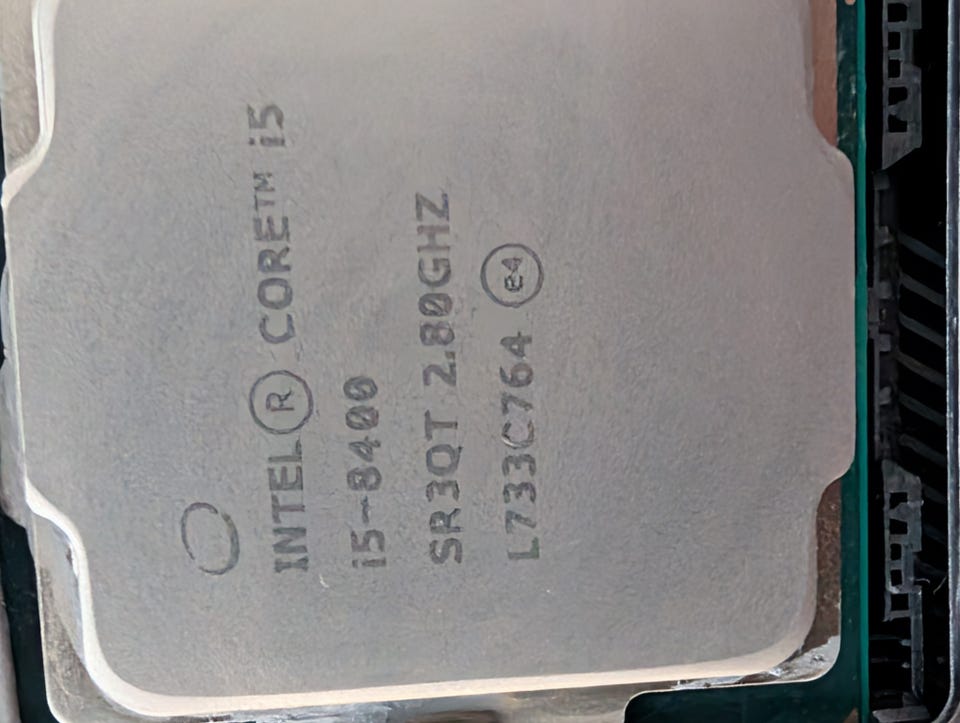 INTEL® CORE™ i5
i5-8400
SR3QT 2.80GHZ
L733C764 e4